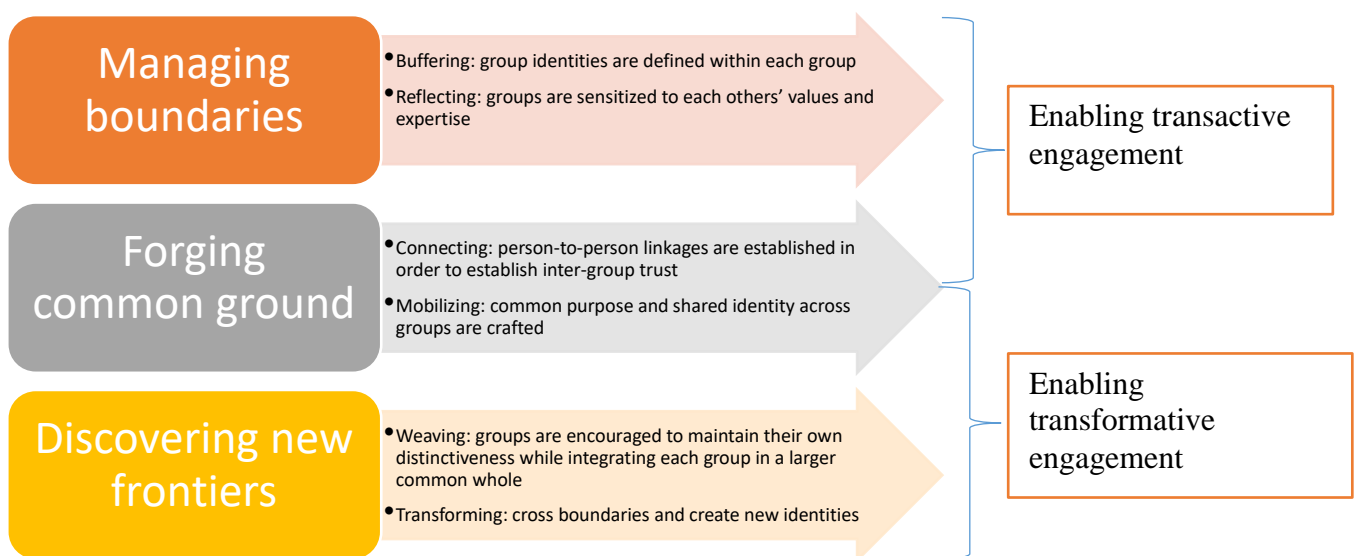 Managing
boundaries
•Buffering: group identities are defined within each group
•Reflecting: groups are sensitized to each others’ values and
expertise
Enabling transactive
engagement
Forging
common ground
•Connecting: person-to-person linkages are established in
order to establish inter-group trust
•Mobilizing: common purpose and shared identity across
groups are crafted
Discovering new
frontiers
•Weaving: groups are encouraged to maintain their own
distinctiveness while integrating each group in a larger
common whole
•Transforming: cross boundaries and create new identities
Enabling
transformative
engagement